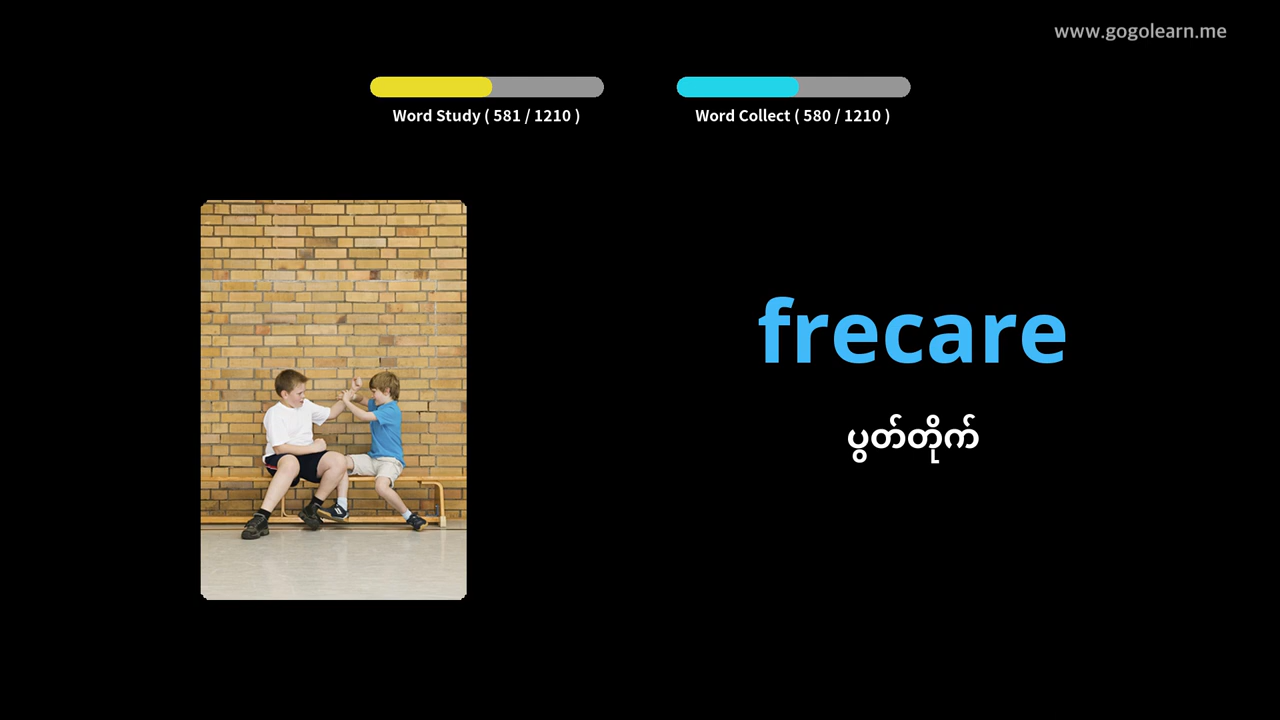 www.gogolearn.me
Word Study ( 581 / 1210 )
Word Collect ( 580 / 1210 )
frecare
ပွတ်တိုက်